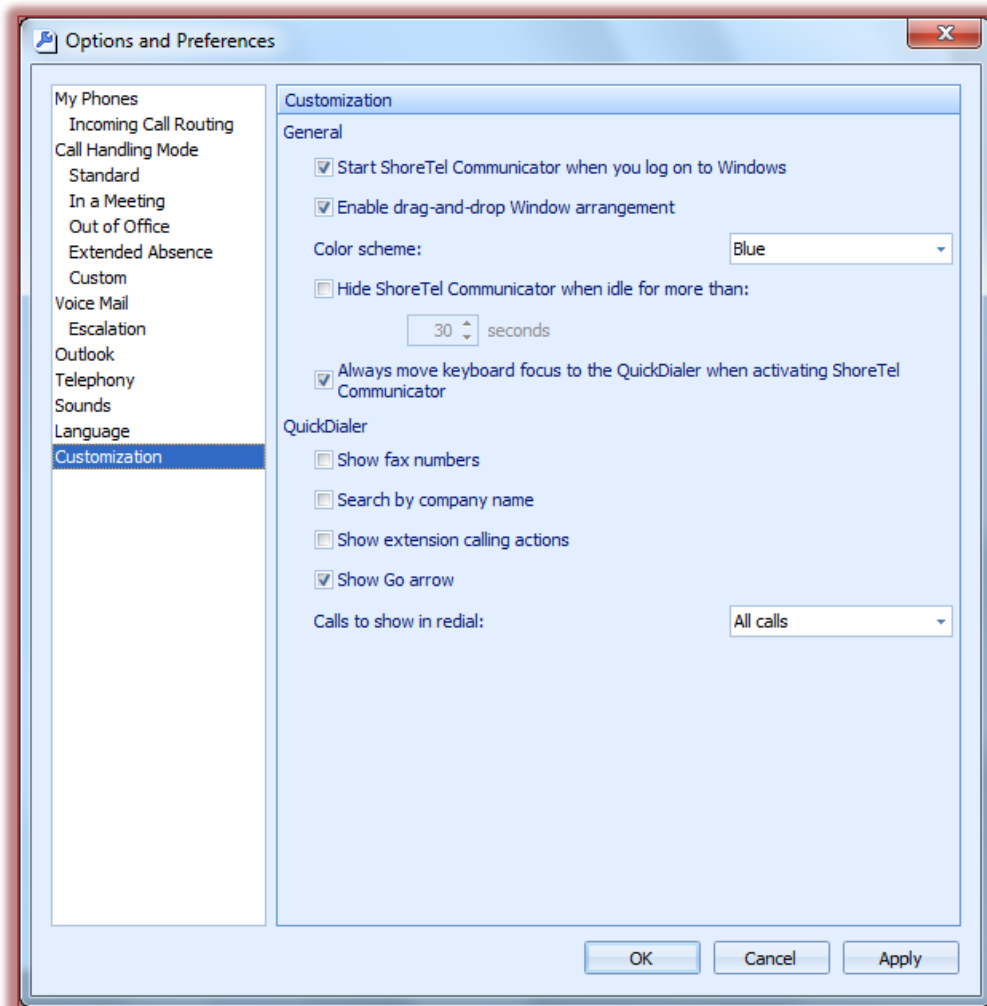 Options and Preferences
My Phones
Incoming Call Routing
Call Handling Mode
Standard
In a Meeting
Out of Office
Extended Absence
Custom
Voice Mail
Escalation
Outlook
Telephony
Sounds
Language
Customization
Customization
General
Start ShoreTel Communicator when you log on to Windows
Enable drag-and-drop Window arrangement
Color scheme: Blue
Hide ShoreTel Communicator when idle for more than:
30 seconds
Always move keyboard focus to the QuickDialer when activating ShoreTel
Communicator
QuickDialer
Show fax numbers
Search by company name
Show extension calling actions
Show Go arrow
Calls to show in redial: All calls
OK Cancel Apply